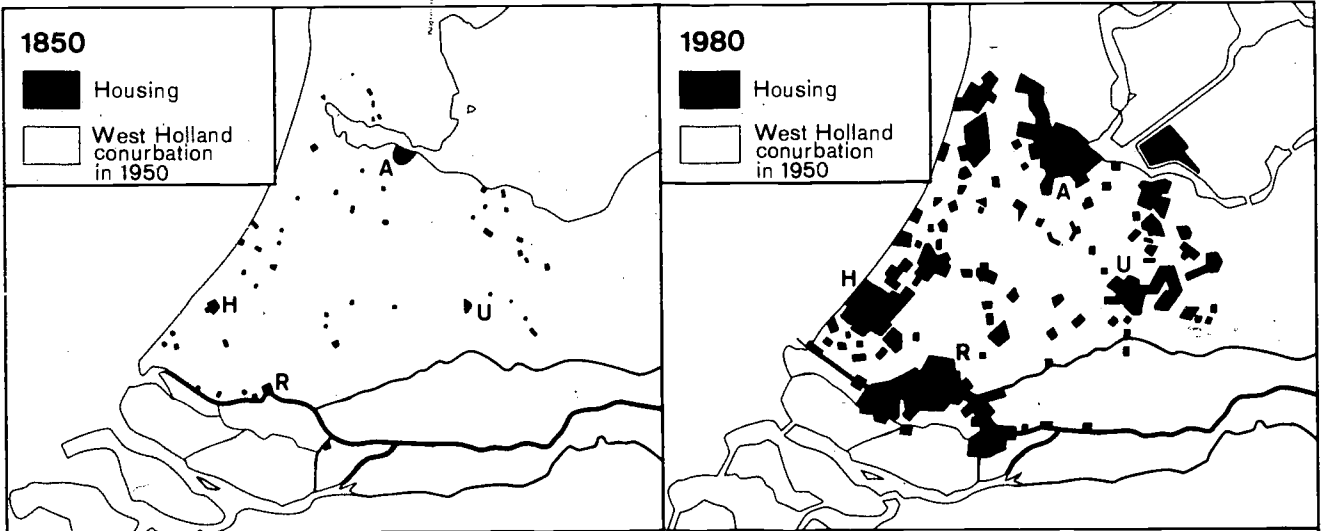 1850
Housing
West Holland
conurbation
in 1950
A
H
U
R
1980
Housing
West Holland
conurbation
in 1950
A
U
H
R